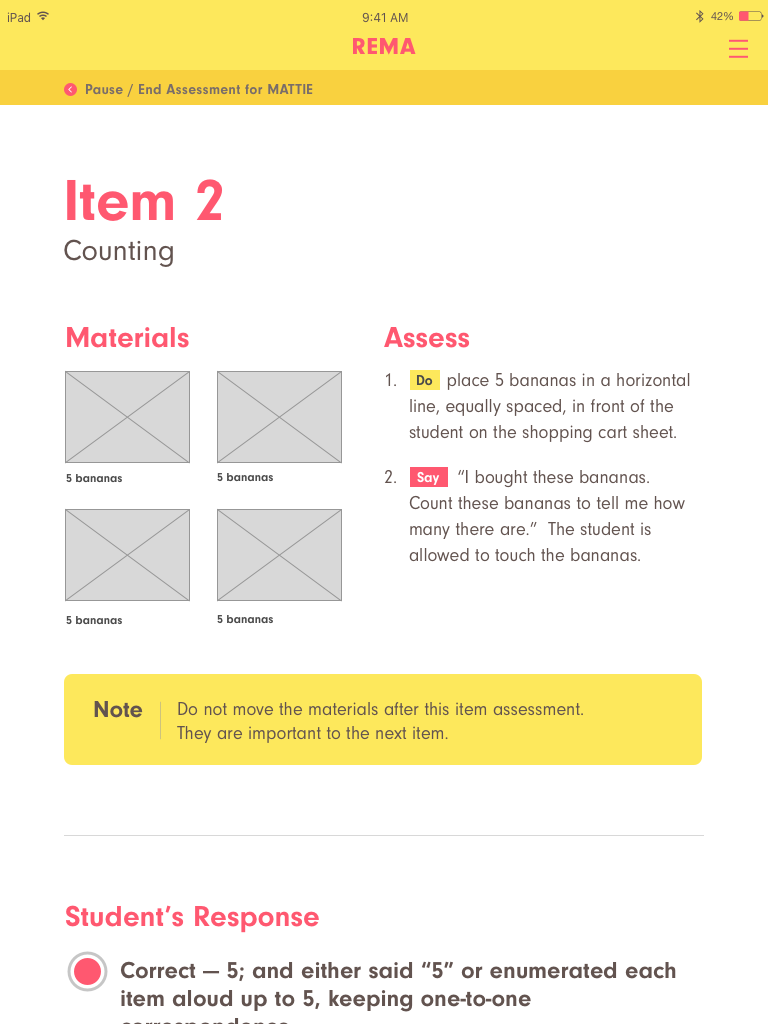 iPad 9:41 AM 42%
REMA
Pause / End Assessment for MATTIE
Item 2
Counting
Materials
5 bananas 5 bananas
5 bananas 5 bananas
Assess
1. Do place 5 bananas in a horizontal
line, equally spaced, in front of the
student on the shopping cart sheet.
2. Say “I bought these bananas.
Count these bananas to tell me how
many there are.” The student is
allowed to touch the bananas.
Note
Do not move the materials after this item assessment.
They are important to the next item.
Student’s Response
Correct — 5; and either said “5” or enumerated each
item aloud up to 5, keeping one-to-one
correspondence